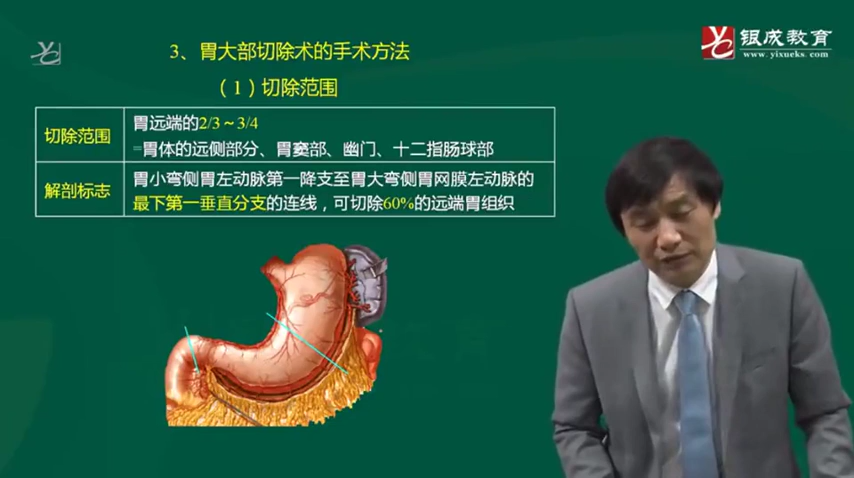 银成教育
www.yixueks.com
3、胃大部切除术的手术方法
（1）切除范围
切除范围
胃远端的2/3～3/4
=胃体的远侧部分、胃窦部、幽门、十二指肠球部
解剖标志
胃小弯侧胃左动脉第一降支至胃大弯侧胃网膜左动脉的
最下第一垂直分支的连线，可切除60%的远端胃组织